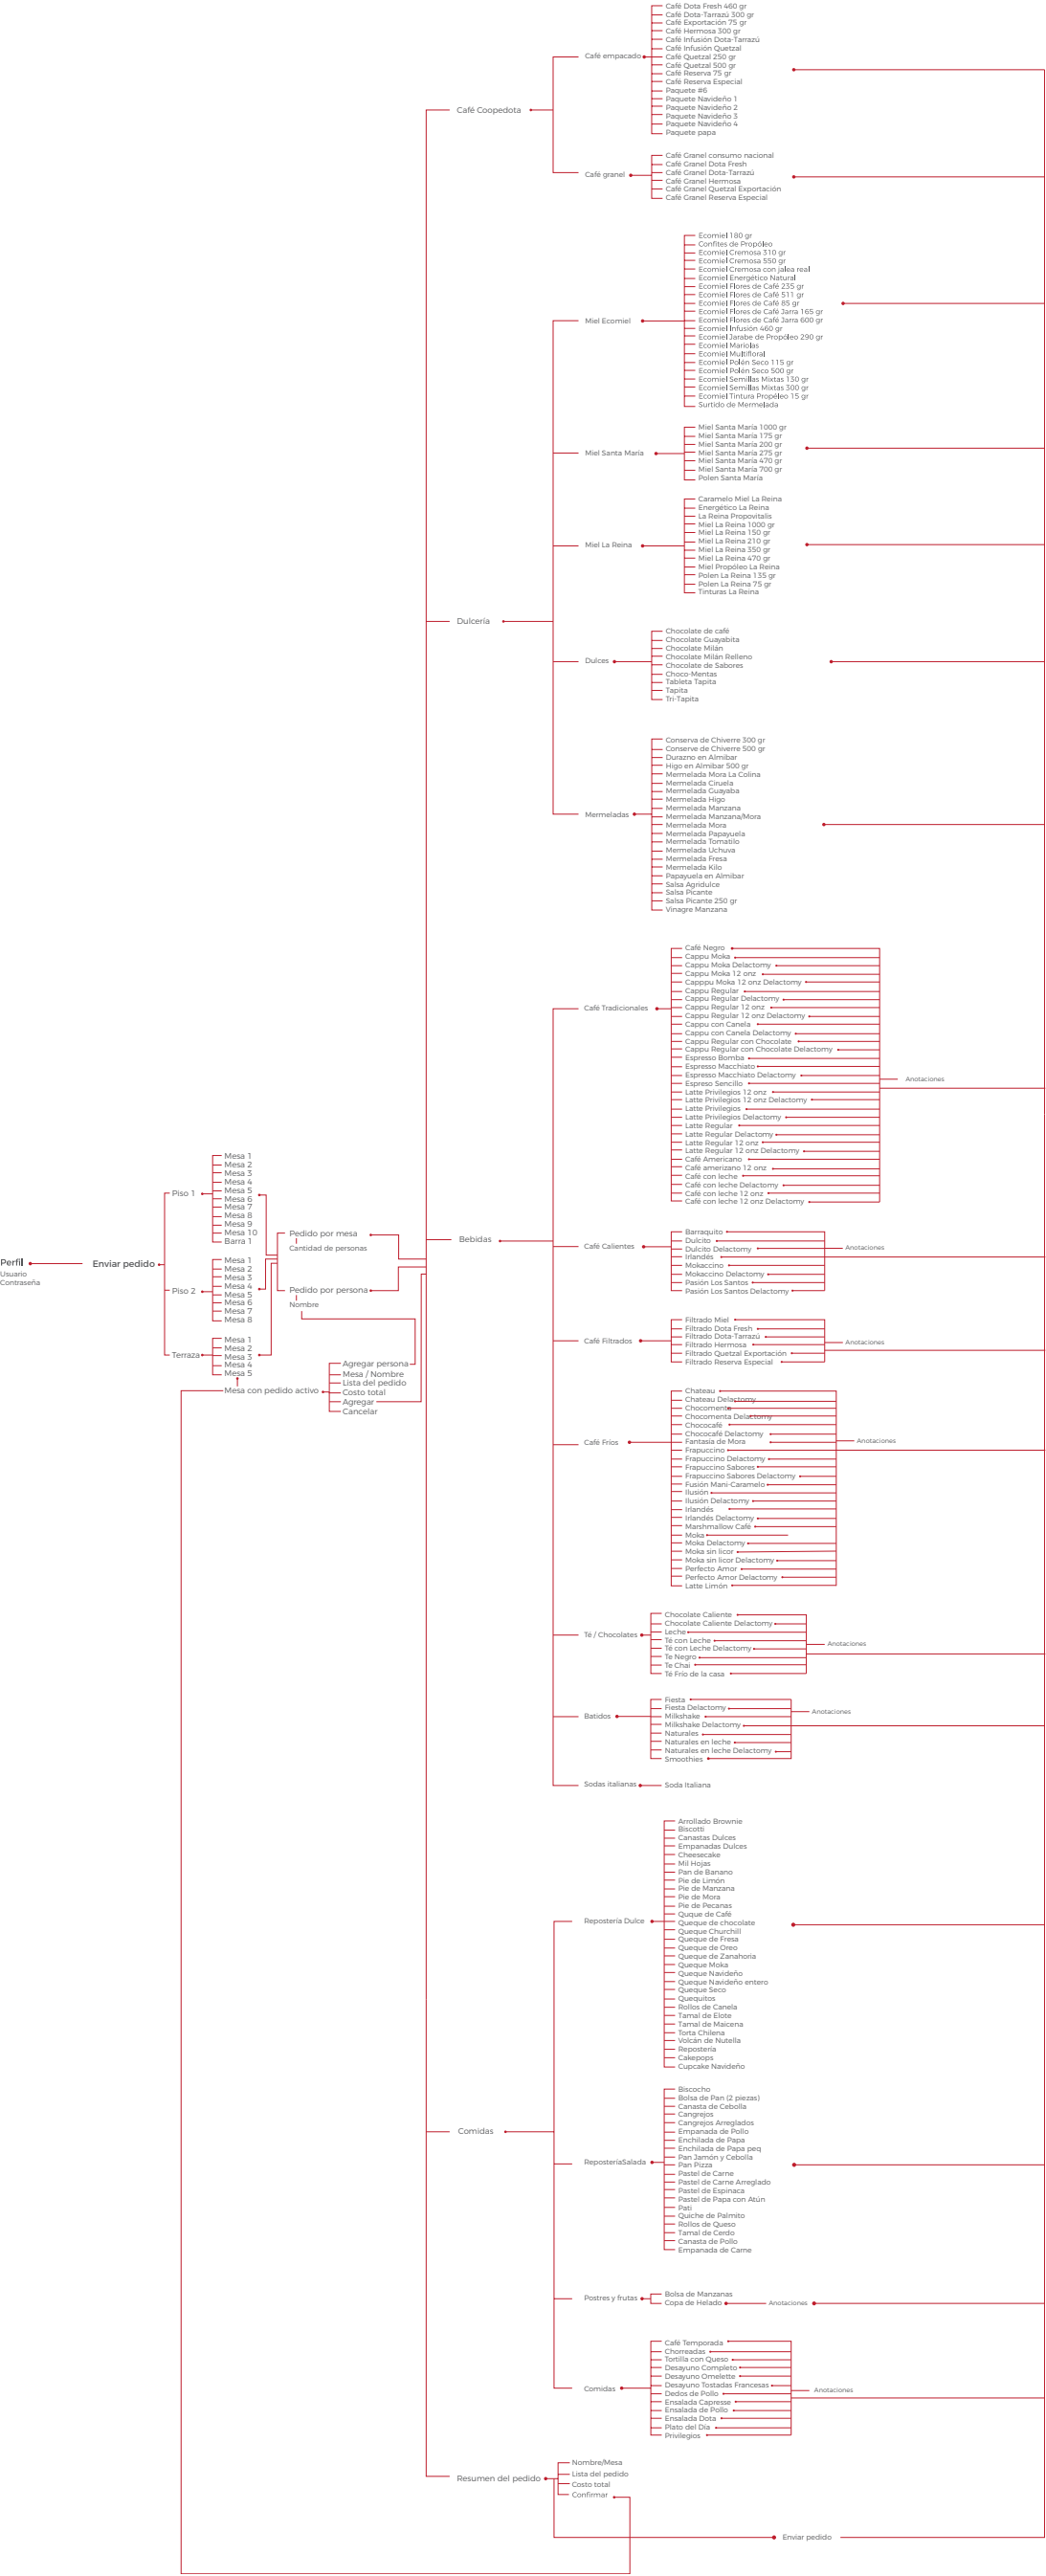 Perfil
Usuario
Contraseña
Enviar pedido
Piso 1
Mesa 1
Mesa 2
Mesa 3
Mesa 4
Mesa 5
Mesa 6
Mesa 7
Mesa 8
Mesa 9
Mesa 10
Barra 1
Piso 2
Mesa 1
Mesa 2
Mesa 3
Mesa 4
Mesa 5
Mesa 6
Mesa 7
Mesa 8
Terraza
Mesa 1
Mesa 2
Mesa 3
Mesa 4
Mesa 5
Mesa con pedido activo
Pedido por mesa
Cantidad de personas
Pedido por persona
Nombre
Agregar persona
Mesa / Nombre
Lista del pedido
Costo total
Agregar
Cancelar
Café Coopedota
Café empacado
Café Dota Fresh 460 gr
Café Dota-Tarrazú 300 gr
Café Exportación 75 gr
Café Hermosa 300 gr
Café Infusión Dota-Tarrazú
Café Infusión Quetzal
Café Quetzal 250 gr
Café Quetzal 500 gr
Café Reserva 75 gr
Café Reserva Especial
Paquete #6
Paquete Navideño 1
Paquete Navideño 2
Paquete Navideño 3
Paquete Navideño 4
Paquete papa
Café granel
Café Granel consumo nacional
Café Granel Dota Fresh
Café Granel Dota-Tarrazú
Café Granel Hermosa
Café Granel Quetzal Exportación
Café Granel Reserva Especial
Dulcería
Miel Ecomiel
Ecomiel 180 gr
Confites de Propóleo
Ecomiel Cremosa 310 gr
Ecomiel Cremosa 550 gr
Ecomiel Cremosa con jalea real
Ecomiel Energético Natural
Ecomiel Flores de Café 235 gr
Ecomiel Flores de Café 511 gr
Ecomiel Flores de Café 85 gr
Ecomiel Flores de Café Jarra 165 gr
Ecomiel Flores de Café Jarra 600 gr
Ecomiel Infusión 460 gr
Ecomiel Jarabe de Propóleo 290 gr
Ecomiel Mariolas
Ecomiel Multifloral
Ecomiel Polén Seco 115 gr
Ecomiel Polén Seco 500 gr
Ecomiel Semillas Mixtas 130 gr
Ecomiel Semillas Mixtas 300 gr
Ecomiel Tintura Propéleo 15 gr
Surtido de Mermelada
Miel Santa María
Miel Santa María 1000 gr
Miel Santa María 175 gr
Miel Santa María 200 gr
Miel Santa María 275 gr
Miel Santa María 470 gr
Miel Santa María 700 gr
Polen Santa María
Miel La Reina
Caramelo Miel La Reina
Energético La Reina
La Reina Propovitalis
Miel La Reina 1000 gr
Miel La Reina 150 gr
Miel La Reina 210 gr
Miel La Reina 350 gr
Miel La Reina 470 gr
Miel Propóleo La Reina
Polen La Reina 135 gr
Polen La Reina 75 gr
Tinturas La Reina
Dulces
Chocolate de café
Chocolate Guayabita
Chocolate Milán
Chocolate Milán Relleno
Chocolate de Sabores
Choco-Mentas
Tableta Tapita
Tapita
Tri-Tapita
Mermeladas
Conserva de Chiverre 300 gr
Conserve de Chiverre 500 gr
Durazno en Almíbar
Higo en Almíbar 500 gr
Mermelada Mora La Colina
Mermelada Ciruela
Mermelada Guayaba
Mermelada Higo
Mermelada Manzana
Mermelada Manzana/Mora
Mermelada Mora
Mermelada Papayuela
Mermelada Tomatilo
Mermelada Uchuva
Mermelada Fresa
Mermelada Kilo
Papayuela en Almíbar
Salsa Agridulce
Salsa Picante
Salsa Picante 250 gr
Vinagre Manzana
Bebidas
Café Tradicionales
Café Negro
Cappu Moka
Cappu Moka Delactomy
Cappu Moka 12 onz
Capppu Moka 12 onz Delactomy
Cappu Regular
Cappu Regular Delactomy
Cappu Regular 12 onz
Cappu Regular 12 onz Delactomy
Cappu con Canela
Cappu con Canela Delactomy
Cappu Regular con Chocolate
Cappu Regular con Chocolate Delactomy
Espresso Bomba
Espresso Macchiato
Espresso Macchiato Delactomy
Espreso Sencillo
Latte Privilegios 12 onz
Latte Privilegios 12 onz Delactomy
Latte Privilegios
Latte Privilegios Delactomy
Latte Regular
Latte Regular Delactomy
Latte Regular 12 onz
Latte Regular 12 onz Delactomy
Café Americano
Café amerizano 12 onz
Café con leche
Café con leche Delactomy
Café con leche 12 onz
Café con leche 12 onz Delactomy
Anotaciones
Café Calientes
Barraquito
Dulcito
Dulcito Delactomy
Irlandés
Mokaccino
Mokaccino Delactomy
Pasión Los Santos
Pasión Los Santos Delactomy
Anotaciones
Café Filtrados
Filtrado Miel
Filtrado Dota Fresh
Filtrado Dota-Tarrazú
Filtrado Hermosa
Filtrado Quetzal Exportación
Filtrado Reserva Especial
Anotaciones
Café Fríos
Chateau
Chateau Delactomy
Chocomenta
Chocomenta Delactomy
Chococafé
Chococafé Delactomy
Fantasía de Mora
Frapuccino
Frapuccino Delactomy
Frapuccino Sabores
Frapuccino Sabores Delactomy
Fusión Maní-Caramelo
Ilusión
Ilusión Delactomy
Irlandés
Irlandés Delactomy
Marshmallow Café
Moka
Moka Delactomy
Moka sin licor
Moka sin licor Delactomy
Perfecto Amor
Perfecto Amor Delactomy
Latte Limón
Anotaciones
Té / Chocolates
Chocolate Caliente
Chocolate Caliente Delactomy
Leche
Té con Leche
Té con Leche Delactomy
Te Negro
Te Chai
Té Frío de la casa
Anotaciones
Batidos
Fiesta
Fiesta Delactomy
Milkshake
Milkshake Delactomy
Naturales
Naturales en leche
Naturales en leche Delactomy
Smoothies
Anotaciones
Sodas italianas
Soda Italiana
Comidas
Repostería Dulce
Arrollado Brownie
Biscotti
Canastas Dulces
Empanadas Dulces
Cheesecake
Mil Hojas
Pan de Banano
Pie de Limón
Pie de Manzana
Pie de Mora
Pie de Pecanas
Quque de Café
Queque de chocolate
Queque Churchill
Queque de Fresa
Queque de Oreo
Queque de Zanahoria
Queque Moka
Queque Navideño
Queque Navideño entero
Queque Seco
Quequitos
Rollos de Canela
Tamal de Elote
Tamal de Maicena
Torta Chilena
Volcán de Nutella
Repostería
Cakepops
Cupcake Navideño
ReposteríaSalada
Biscocho
Bolsa de Pan (2 piezas)
Canasta de Cebolla
Cangrejos
Cangrejos Arreglados
Empanada de Pollo
Enchilada de Papa
Enchilada de Papa peq
Pan Jamón y Cebolla
Pan Pizza
Pastel de Carne
Pastel de Carne Arreglado
Pastel de Espinaca
Pastel de Papa con Atún
Pati
Quiche de Palmito
Rollos de Queso
Tamal de Cerdo
Canasta de Pollo
Empanada de Carne
Postres y frutas
Bolsa de Manzanas
Copa de Helado
Anotaciones
Comidas
Café Temporada
Chorreadas
Tortilla con Queso
Desayuno Completo
Desayuno Omelette
Desayuno Tostadas Francesas
Dedos de Pollo
Ensalada Capresse
Ensalada de Pollo
Ensalada Dota
Plato del Día
Privilegios
Anotaciones
Resumen del pedido
Nombre/Mesa
Lista del pedido
Costo total
Confirmar
Enviar pedido